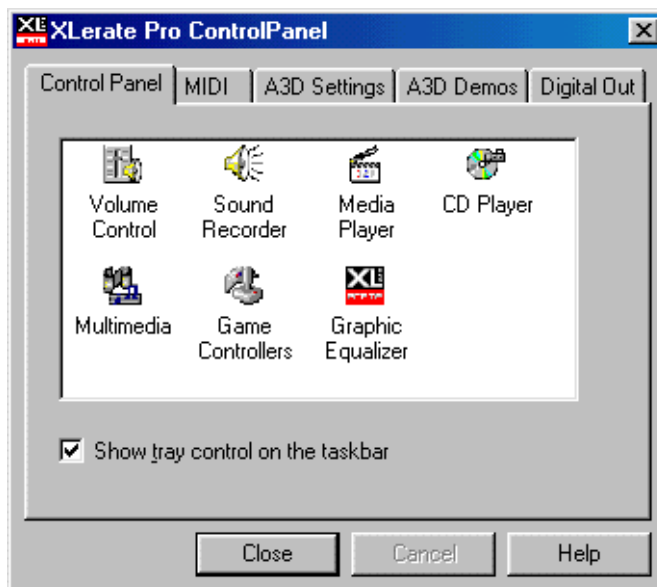 XL XLerate Pro ControlPanel
Control Panel MIDI A3D Settings A3D Demos Digital Out
Volume Control
Sound Recorder
Media Player
CD Player
Multimedia
Game Controllers
XL
Graphic Equalizer
Show tray control on the taskbar
Close Cancel Help